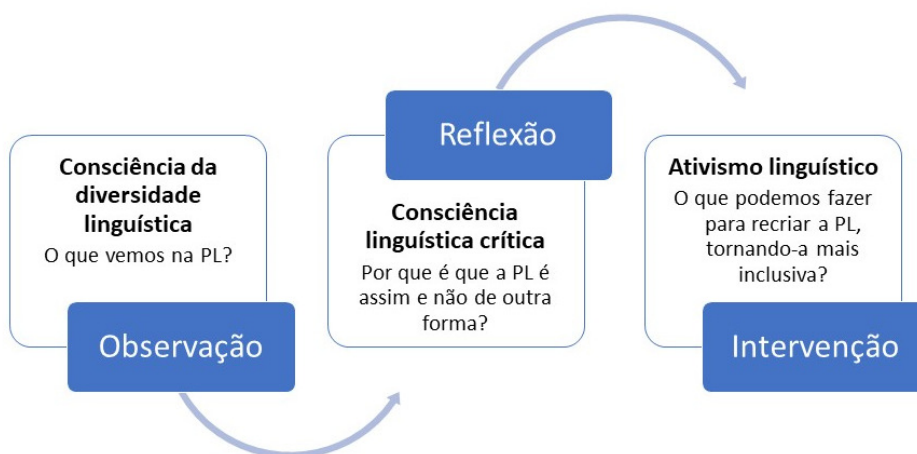 Consciência da
diversidade
linguística
O que vemos na PL?
Observação
Reflexão
Consciência
linguística crítica
Por que é que a PL é
assim e não de outra
forma?
Ativismo linguístico
O que podemos fazer
para recriar a PL,
tornando-a mais
inclusiva?
Intervenção